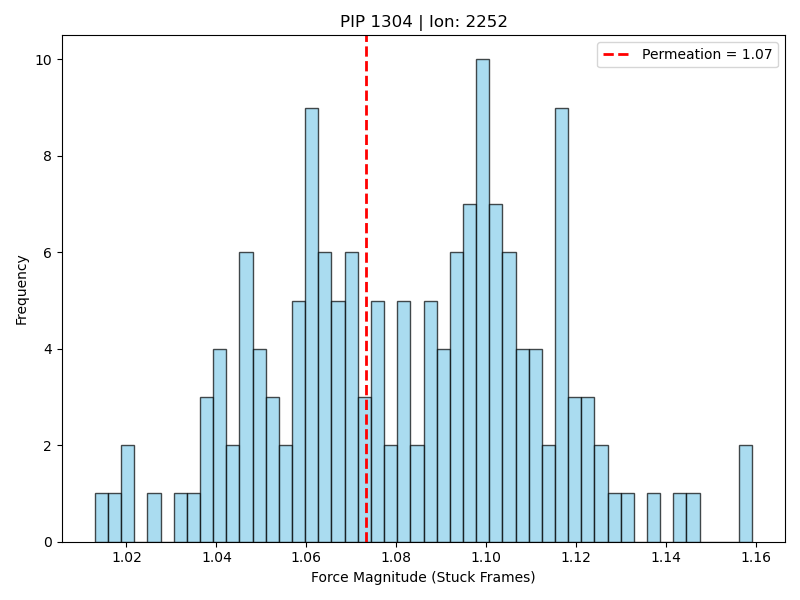 PIP 1304 | Ion: 2252
Permeation = 1.07
Frequency
10
8
6
4
2
0
1.02 1.04 1.06 1.08 1.10 1.12 1.14 1.16
Force Magnitude (Stuck Frames)